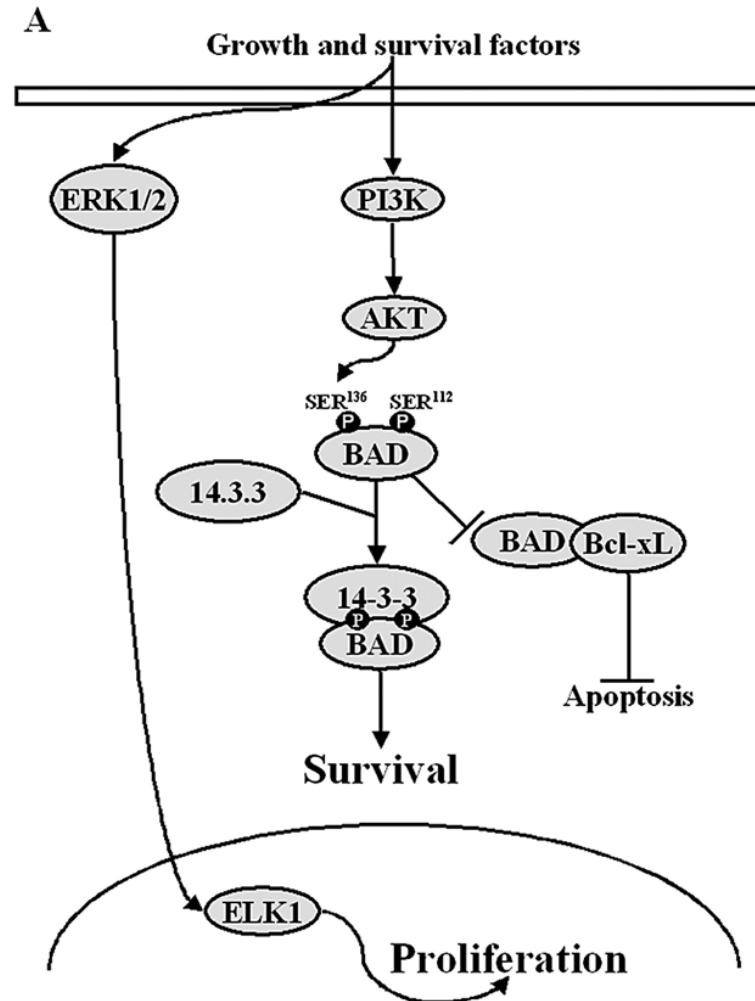 A
Growth and survival factors
ERK1/2
PI3K
AKT
SER¹³⁶ SER¹¹²
P P
BAD
14.3.3
BAD Bcl-xL
14-3-3
P P
BAD
Apoptosis
Survival
ELK1
Proliferation